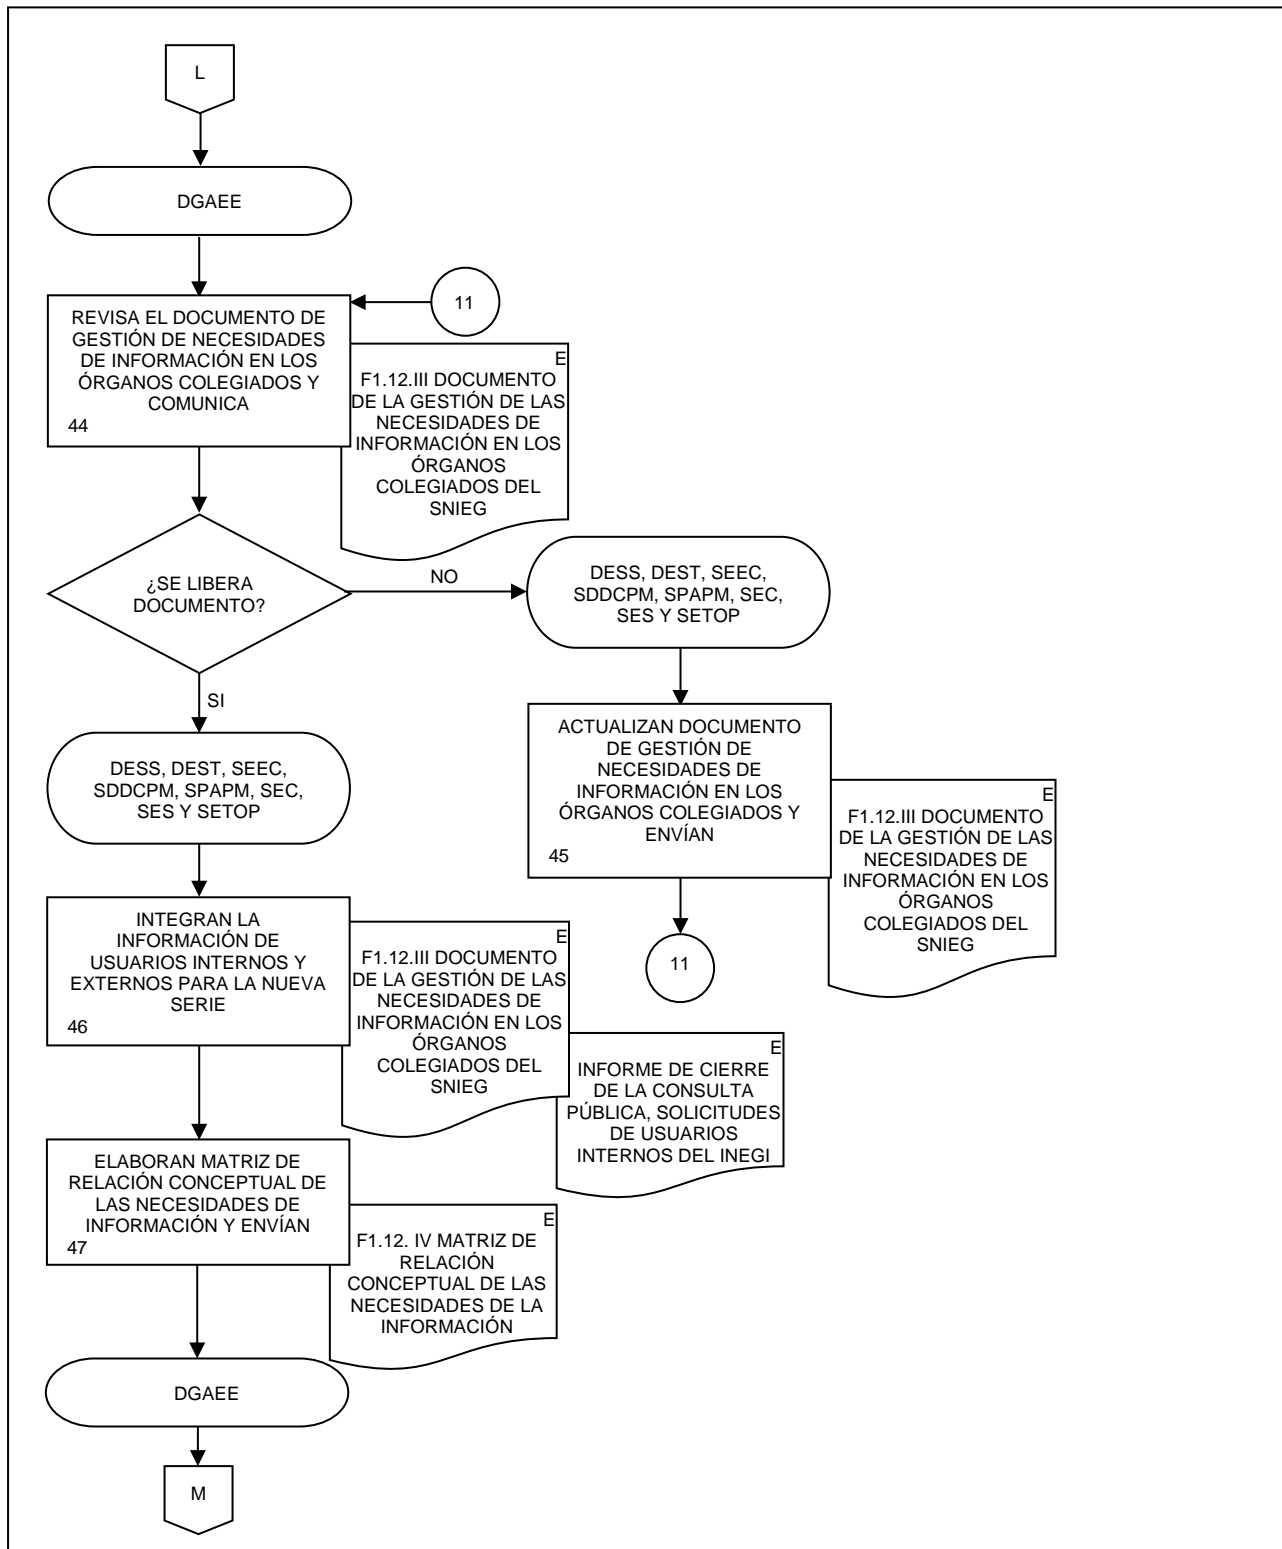 L
DGAEE
11
REVISA EL DOCUMENTO DE
GESTIÓN DE NECESIDADES
DE INFORMACIÓN EN LOS
ÓRGANOS COLEGIADOS Y
COMUNICA
44
E
F1.12.III DOCUMENTO
DE LA GESTIÓN DE LAS
NECESIDADES DE
INFORMACIÓN EN LOS
ÓRGANOS
COLEGIADOS DEL
SNIEG
¿SE LIBERA
DOCUMENTO?
NO
DESS, DEST, SEEC,
SDDCPM, SPAPM, SEC,
SES Y SETOP
ACTUALIZAN DOCUMENTO
DE GESTIÓN DE
NECESIDADES DE
INFORMACIÓN EN LOS
ÓRGANOS COLEGIADOS Y
ENVÍAN
45
E
F1.12.III DOCUMENTO
DE LA GESTIÓN DE LAS
NECESIDADES DE
INFORMACIÓN EN LOS
ÓRGANOS
COLEGIADOS DEL
SNIEG
11
SI
DESS, DEST, SEEC,
SDDCPM, SPAPM, SEC,
SES Y SETOP
INTEGRAN LA
INFORMACIÓN DE
USUARIOS INTERNOS Y
EXTERNOS PARA LA NUEVA
SERIE
46
E
F1.12.III DOCUMENTO
DE LA GESTIÓN DE LAS
NECESIDADES DE
INFORMACIÓN EN LOS
ÓRGANOS
COLEGIADOS DEL
SNIEG
E
INFORME DE CIERRE
DE LA CONSULTA
PÚBLICA, SOLICITUDES
DE USUARIOS
INTERNOS DEL INEGI
ELABORAN MATRIZ DE
RELACIÓN CONCEPTUAL DE
LAS NECESIDADES DE
INFORMACIÓN Y ENVÍAN
47
E
F1.12. IV MATRIZ DE
RELACIÓN
CONCEPTUAL DE LAS
NECESIDADES DE LA
INFORMACIÓN
DGAEE
M